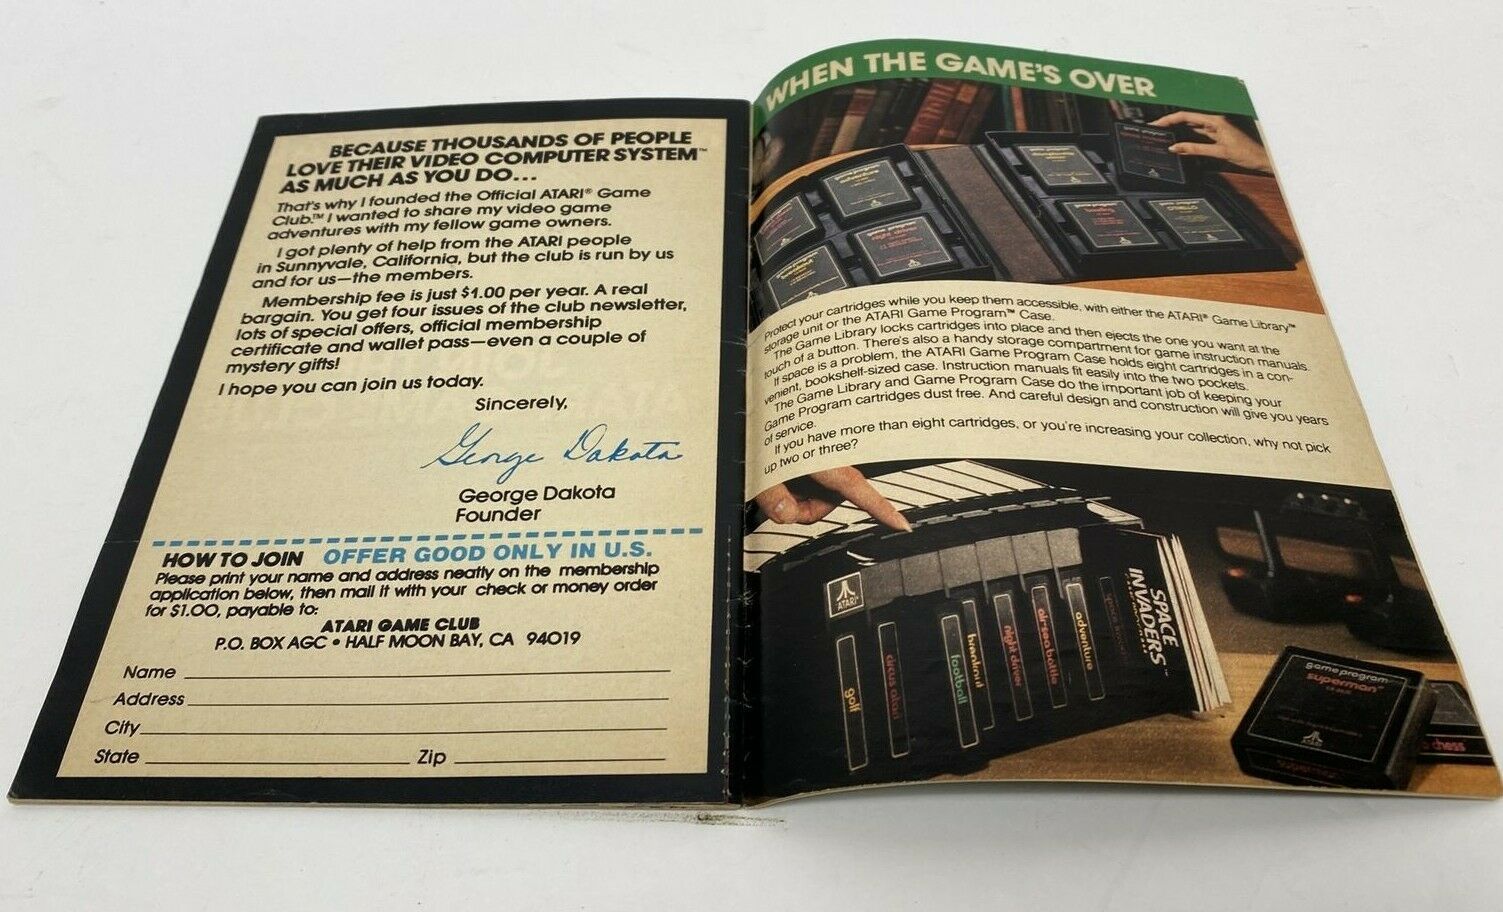 BECAUSE THOUSANDS OF PEOPLE
LOVE THEIR VIDEO COMPUTER SYSTEM™
AS MUCH AS YOU DO...
That's why I founded the Official ATARI® Game
Club.™ I wanted to share my video game
adventures with my fellow game owners.
I got plenty of help from the ATARI people
in Sunnyvale, California, but the club is run by us
and for us—the members.
Membership fee is just $1.00 per year. A real
bargain. You get four issues of the club newsletter,
lots of special offers, official membership
certificate and wallet pass—even a couple of
mystery gifts!
I hope you can join us today.
Sincerely,
George Dakota
George Dakota
Founder
HOW TO JOIN OFFER GOOD ONLY IN U.S.
Please print your name and address neatly on the membership
application below, then mail it with your check or money order
for $1.00, payable to:
ATARI GAME CLUB
P.O. BOX AGC • HALF MOON BAY, CA 94019
Name
Address
City
State Zip
WHEN THE GAME'S OVER
game program
adventure
game program
night driver
ATARI
breakout
OTHELLO
Protect your cartridges while you keep them accessible, with either the ATARI® Game Library™
storage unit or the ATARI Game Program™ Case.
The Game Library locks cartridges into place and then ejects the one you want at the
touch of a button. There's also a handy storage compartment for game instruction manuals.
If space is a problem, the ATARI Game Program Case holds eight cartridges in a con-
venient, bookshelf-sized case. Instruction manuals fit easily into the two pockets.
The Game Library and Game Program Case do the important job of keeping your
Game Program cartridges dust free. And careful design and construction will give you years
of service.
If you have more than eight cartridges, or you're increasing your collection, why not pick
up two or three?
ATARI®
golf
circus atari
football
breakout
night driver
air-sea battle
adventure
SPACE
INVADERS
game program
superman
ATARI
chess